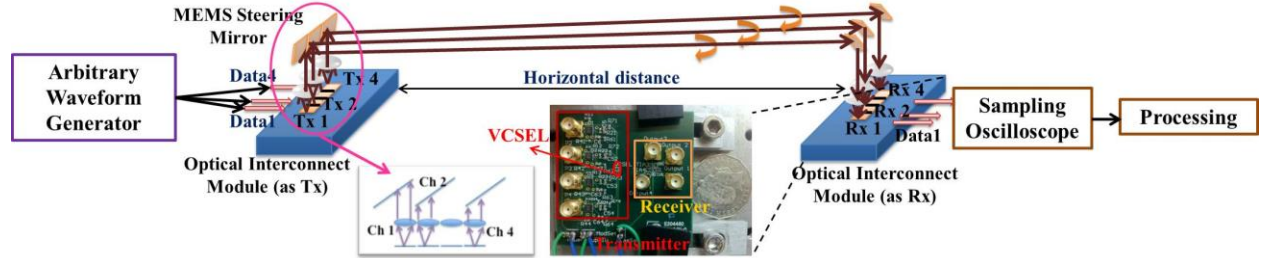 MEMS Steering
Mirror
Arbitrary
Waveform
Generator
Data4
Data1
Tx 4
Tx 2
Tx 1
Optical Interconnect
Module (as Tx)
Horizontal distance
Rx 4
Rx 2
Rx 1
Data1
Optical Interconnect
Module (as Rx)
Sampling
Oscilloscope
Processing
Ch 2
Ch 1
Ch 4
VCSEL
Receiver
Transmitter
Output 1